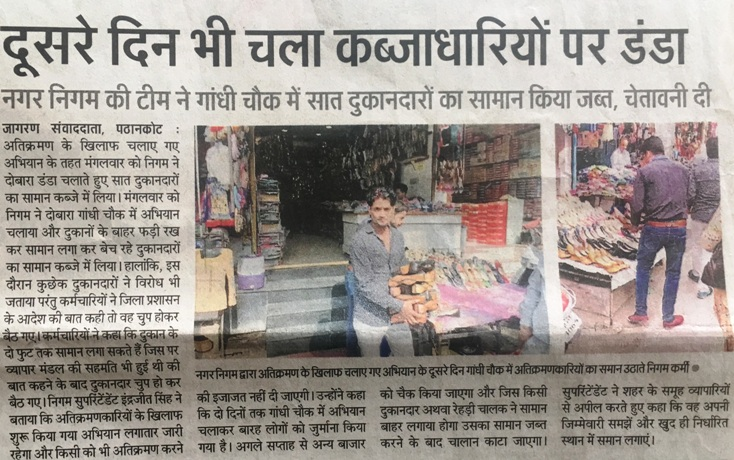 दूसरे दिन भी चला कब्जाधारियों पर डंडा
नगर निगम की टीम ने गांधी चौक में सात दुकानदारों का सामान किया जब्त, चेतावनी दी
जागरण संवाददाता, पठानकोट :
अतिक्रमण के खिलाफ चलाए गए
अभियान के तहत मंगलवार को निगम ने
दोबारा डंडा चलाते हुए सात दुकानदारों
का सामान कब्जे में लिया। मंगलवार को
निगम ने दोबारा गांधी चौक में अभियान
चलाया और दुकानों के बाहर फड़ी रख
कर सामान लगा कर बेच रहे दुकानदारों
का सामान कब्जे में लिया। हालांकि, इस
दौरान कुछेक दुकानदारों ने विरोध भी
जताया परंतु कर्मचारियों ने जिला प्रशासन
के आदेश की बात कही तो वह चुप होकर
बैठ गए। कर्मचारियों ने कहा कि दुकान के
दो फुट तक सामान लगा सकते हैं जिस पर
व्यापार मंडल की सहमति भी हुई थी की
बात कहने के बाद दुकानदार चुप हो कर
बैठ गए। निगम सुपरिंटेंडेंट इंद्रजीत सिंह ने
बताया कि अतिक्रमणकारियों के खिलाफ
शुरू किया गया अभियान लगातार जारी
रहेगा और किसी को भी अतिक्रमण करने
नगर निगम द्वारा अतिक्रमण के खिलाफ चलाए गए अभियान के दूसरे दिन गांधी चौक में अतिक्रमणकारियों का समान उठाते निगम कर्मी
की इजाजत नहीं दी जाएगी। उन्होंने कहा
कि दो दिनों तक गांधी चौक में अभियान
चलाकर बारह लोगों को जुर्माना किया
गया है। अगले सप्ताह से अन्य बाजार
को चैक किया जाएगा और जिस किसी
दुकानदार अथवा रेहड़ी चालक ने सामान
बाहर लगाया होगा उसका सामान जब्त
करने के बाद चालान काटा जाएगा।
सुपरिंटेंडेंट ने शहर के समूह व्यापारियों
से अपील करते हुए कहा कि वह अपनी
जिम्मेवारी समझें और खुद ही निर्धारित
स्थान में समान लगाएं।